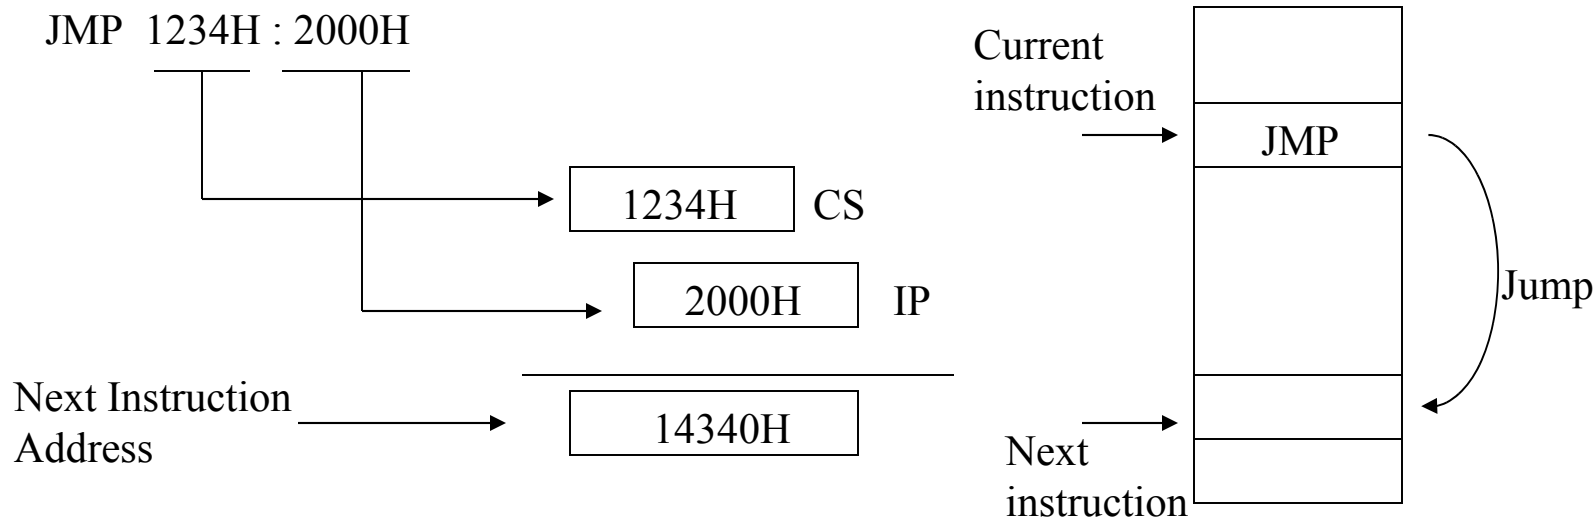 JMP 1234H : 2000H
Current
instruction
JMP
1234H CS
2000H IP
Jump
Next Instruction
Address
14340H
Next
instruction